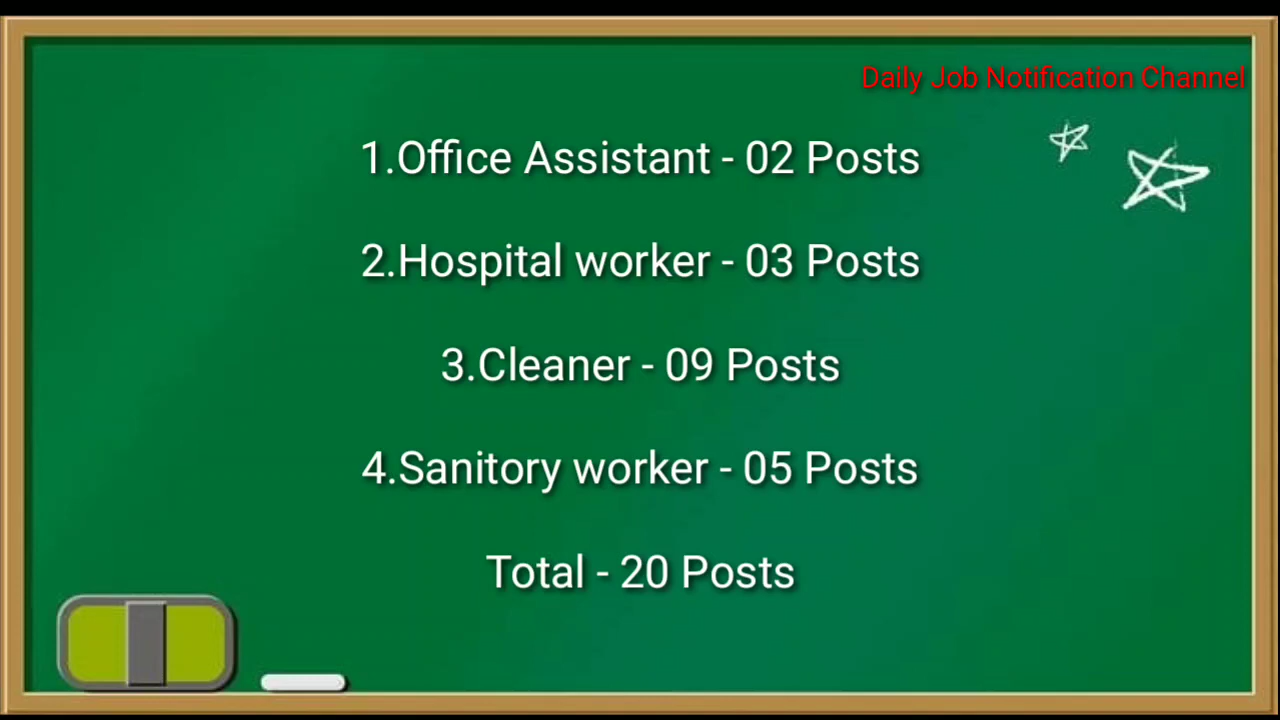 Daily Job Notification Channel
1.Office Assistant - 02 Posts
2.Hospital worker - 03 Posts
3.Cleaner - 09 Posts
4.Sanitory worker - 05 Posts
Total - 20 Posts